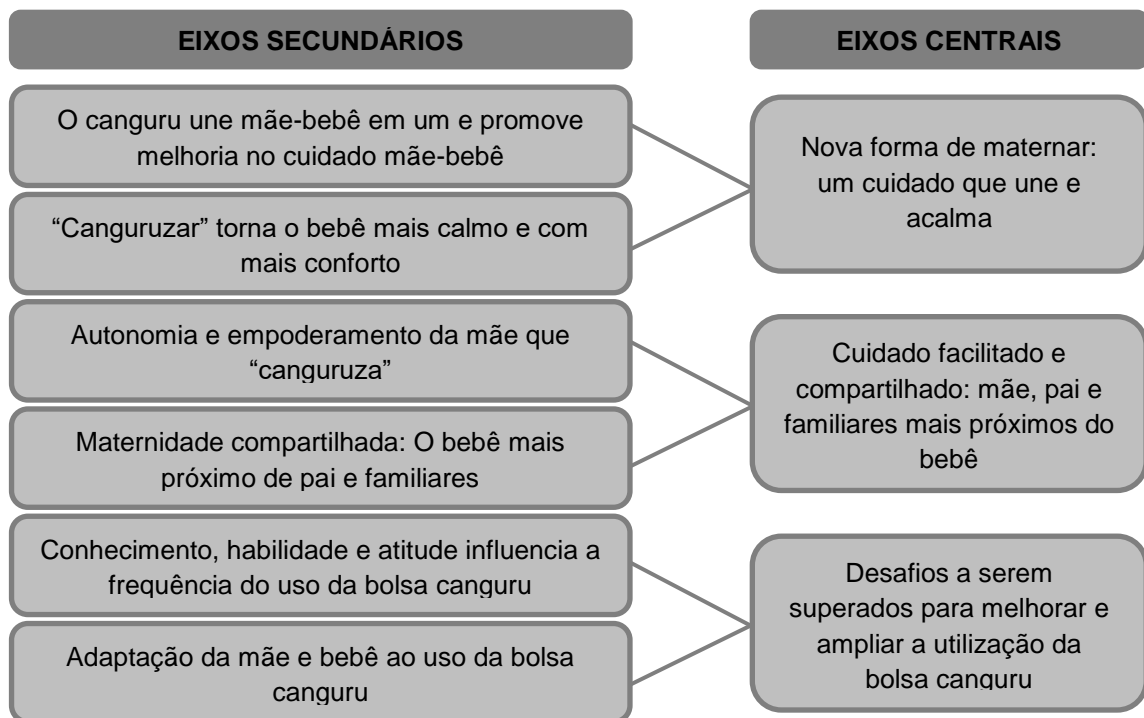 EIXOS SECUNDÁRIOS
EIXOS CENTRAIS
O canguru une mãe-bebê em um e promove
melhoria no cuidado mãe-bebê
“Canguruzar” torna o bebê mais calmo e com
mais conforto
Nova forma de maternar:
um cuidado que une e
acalma
Autonomia e empoderamento da mãe que
“canguruza”
Maternidade compartilhada: O bebê mais
próximo de pai e familiares
Cuidado facilitado e
compartilhado: mãe, pai e
familiares mais próximos do
bebê
Conhecimento, habilidade e atitude influencia a
frequência do uso da bolsa canguru
Adaptação da mãe e bebê ao uso da bolsa
canguru
Desafios a serem
superados para melhorar e
ampliar a utilização da
bolsa canguru